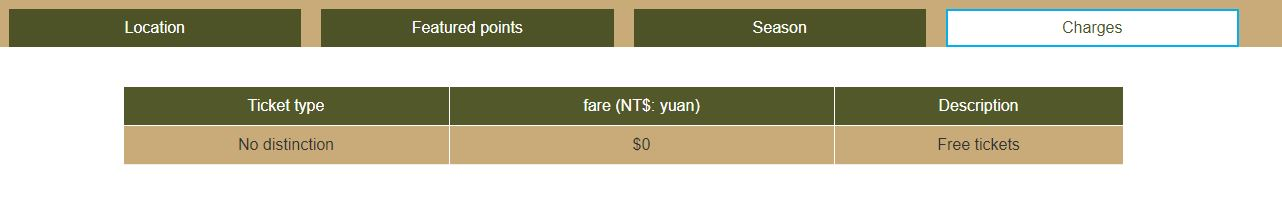 Location Featured points Season Charges
Ticket type fare (NT$: yuan) Description
No distinction $0 Free tickets